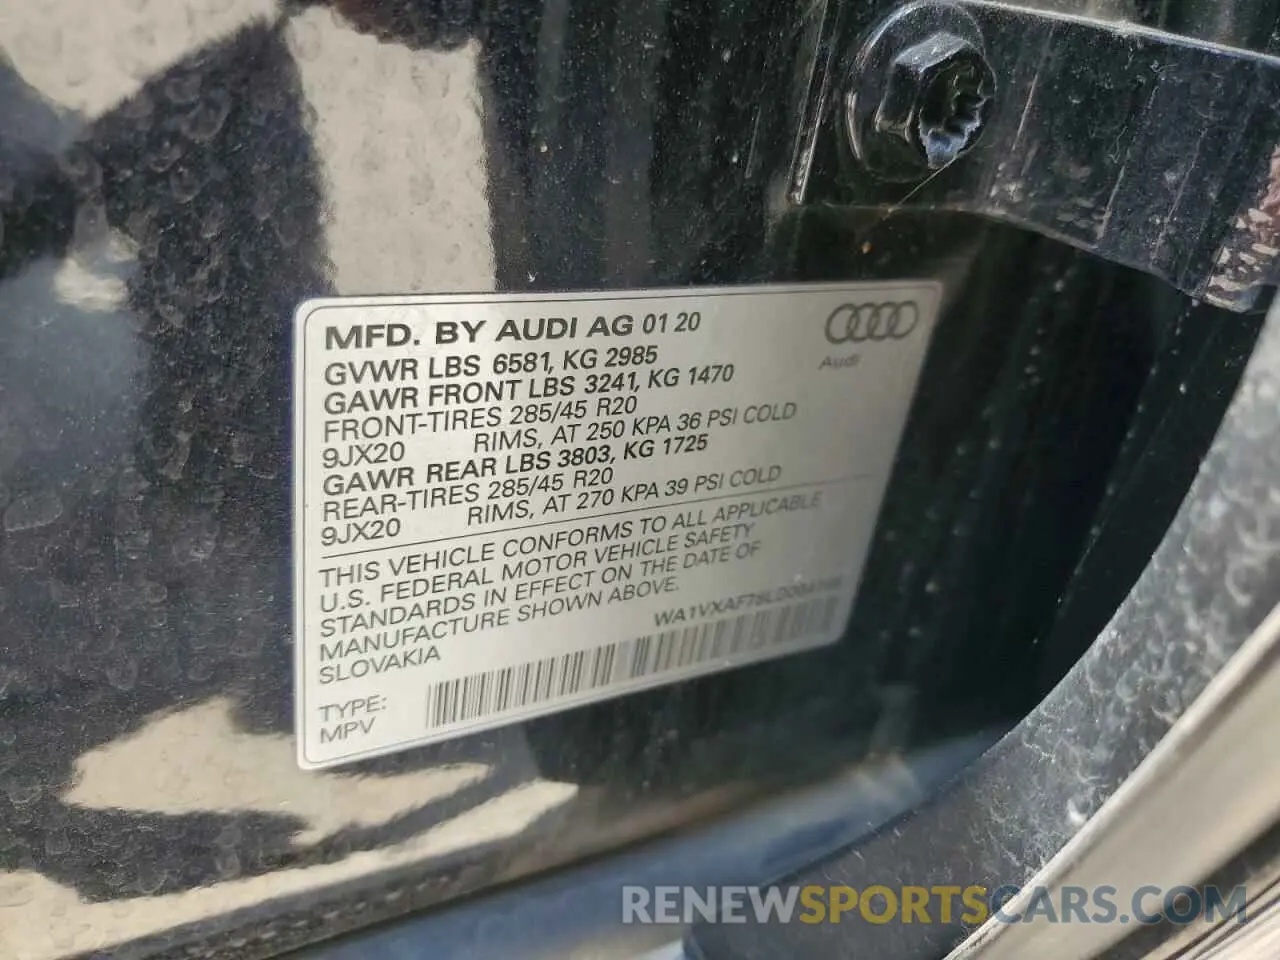 MFD. BY AUDI AG 01 20
GVWR LBS 6581, KG 2985
GAWR FRONT LBS 3241, KG 1470
FRONT-TIRES 285/45 R20
9JX20 RIMS, AT 250 KPA 36 PSI COLD
GAWR REAR LBS 3803, KG 1725
REAR-TIRES 285/45 R20
9JX20 RIMS, AT 270 KPA 39 PSI COLD
Audi
THIS VEHICLE CONFORMS TO ALL APPLICABLE
U.S. FEDERAL MOTOR VEHICLE SAFETY
STANDARDS IN EFFECT ON THE DATE OF
MANUFACTURE SHOWN ABOVE.
SLOVAKIA
TYPE:
MPV
RENEWSPORTSCARS.COM